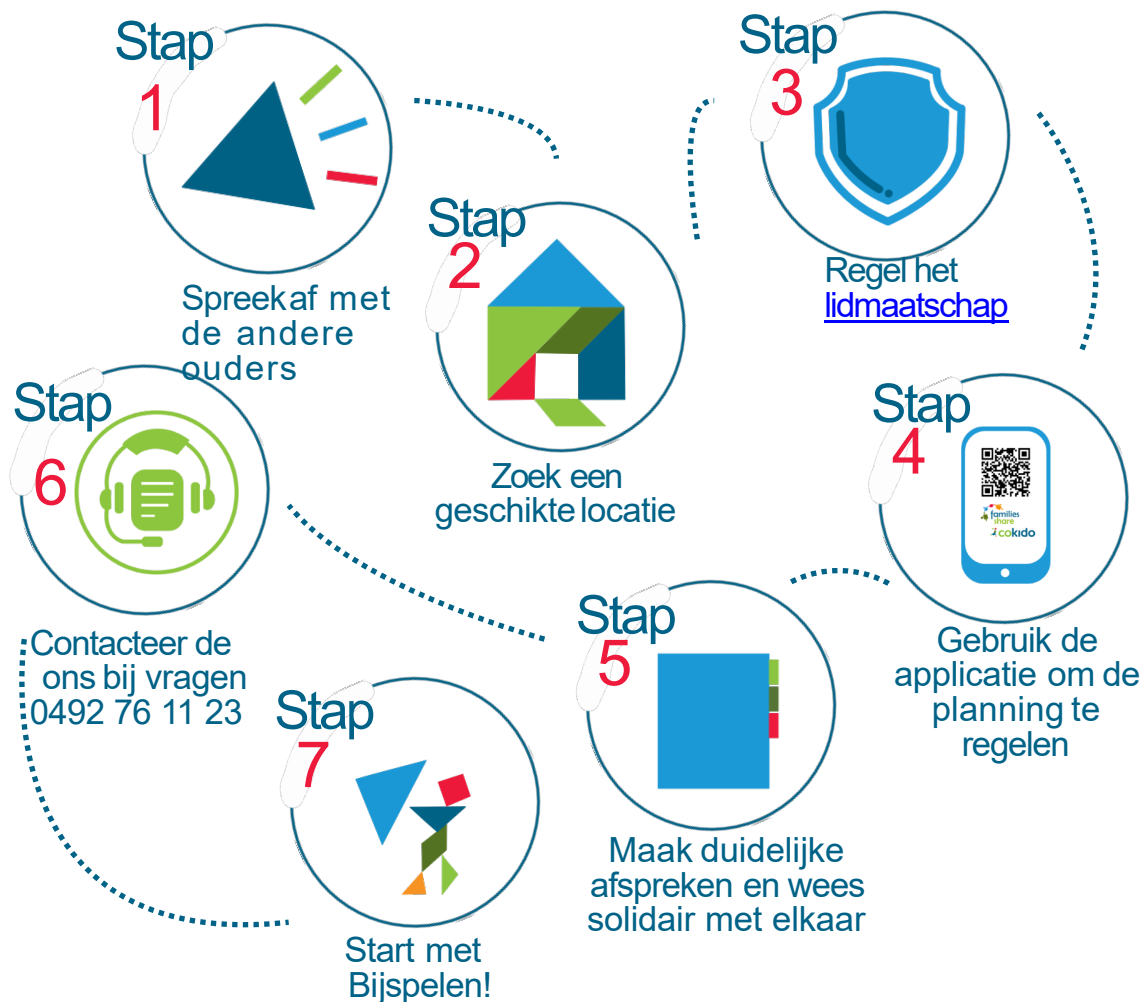 Stap
1
Spreekaf met
de andere
ouders
Stap
2
Zoek een
geschikte locatie
Stap
3
Regel het
lidmaatschap
Stap
4
families
share
cokido
Gebruik de
applicatie om de
planning te
regelen
Stap
5
Maak duidelijke
afspreken en wees
solidair met elkaar
Stap
6
Contacteer de
ons bij vragen
0492 76 11 23
Stap
7
Start met
Bijspelen!